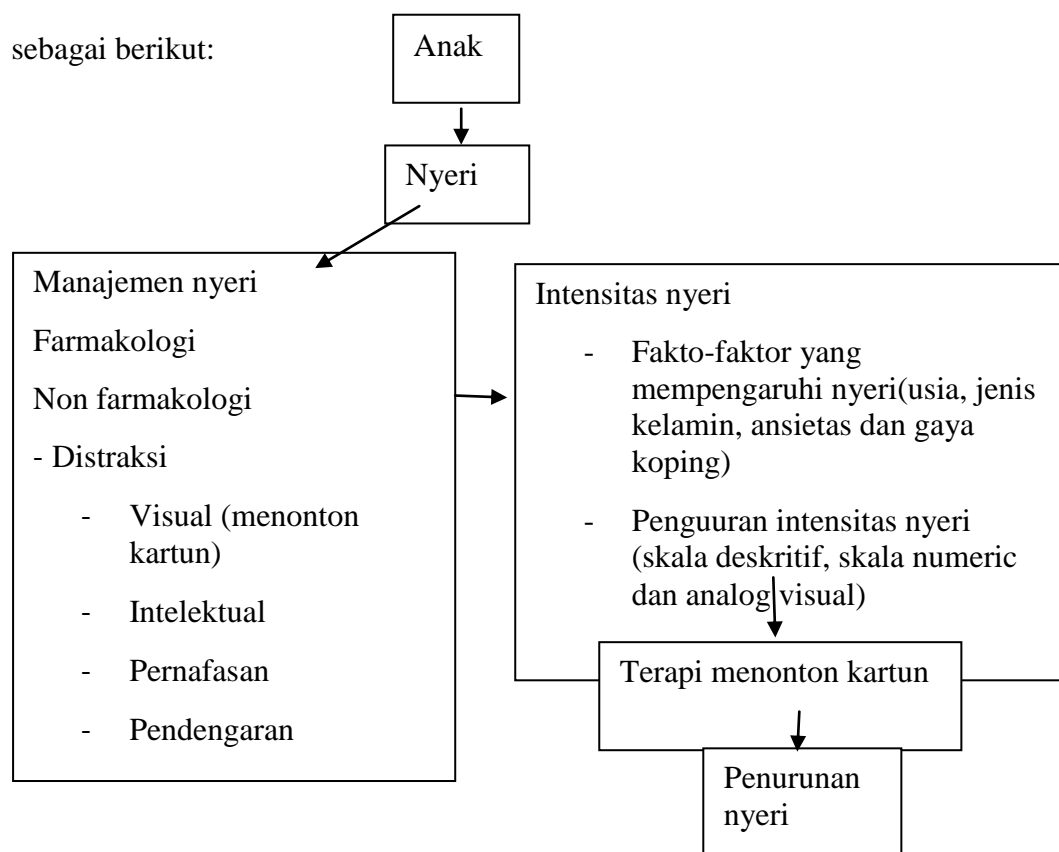 sebagai berikut:
Anak
Nyeri
Manajemen nyeri
Farmakologi
Non farmakologi
- Distraksi
- Visual (menonton
kartun)
- Intelektual
- Pernafasan
- Pendengaran
Intensitas nyeri
- Fakto-faktor yang
mempengaruhi nyeri(usia, jenis
kelamin, ansietas dan gaya
koping)
- Penguuran intensitas nyeri
(skala deskritif, skala numeric
dan analog visual)
Terapi menonton kartun
Penurunan
nyeri